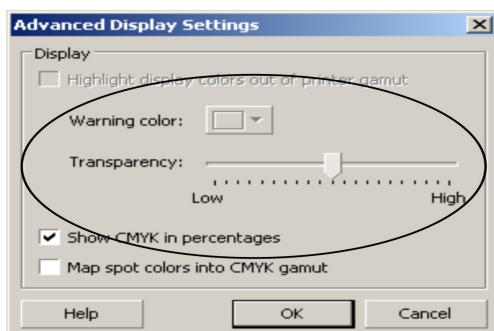 Advanced Display Settings
Display
Highlight display colors out of printer gamut
Warning color:
Transparency:
Low High
Show CMYK in percentages
Map spot colors into CMYK gamut
Help OK Cancel